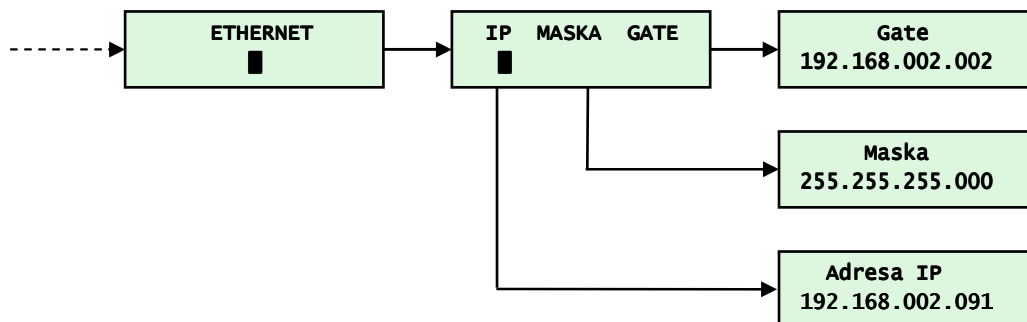 ETHERNET
IP MASKA GATE
Gate
192.168.002.002
Maska
255.255.255.000
Adresa IP
192.168.002.091